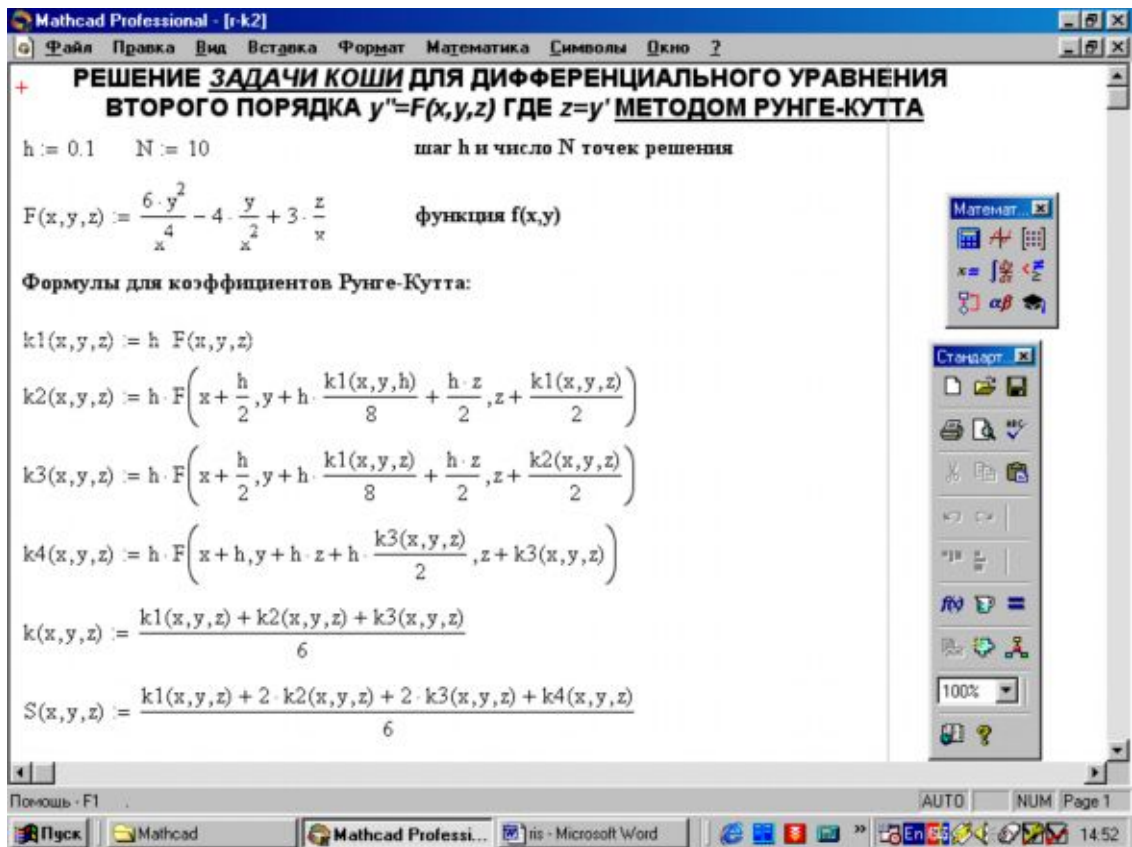 Mathcad Professional - [r-k2]
Файл Правка Вид Вставка Формат Математика Символы Окно ?
РЕШЕНИЕ ЗАДАЧИ КОШИ ДЛЯ ДИФФЕРЕНЦИАЛЬНОГО УРАВНЕНИЯ
ВТОРОГО ПОРЯДКА y"=F(x,y,z) ГДЕ z=y' МЕТОДОМ РУНГЕ-КУТТА
h := 0.1 N := 10 шаг h и число N точек решения
F(x,y,z) := 6·y^2/x^4 − 4·y/x^2 + 3·z/x функция f(x,y)
Формулы для коэффициентов Рунге-Кутта:
k1(x,y,z) := h F(x,y,z)
k2(x,y,z) := h·F(x + h/2, y + h·k1(x,y,h)/8 + h·z/2, z + k1(x,y,z)/2)
k3(x,y,z) := h·F(x + h/2, y + h·k1(x,y,z)/8 + h·z/2, z + k2(x,y,z)/2)
k4(x,y,z) := h·F(x + h, y + h·z + h·k3(x,y,z)/2, z + k3(x,y,z))
k(x,y,z) := (k1(x,y,z) + k2(x,y,z) + k3(x,y,z))/6
S(x,y,z) := (k1(x,y,z) + 2·k2(x,y,z) + 2·k3(x,y,z) + k4(x,y,z))/6
Математ...
x=
αβ
Стандарт
ABC
f(x)
=
100%
Помощь - F1
AUTO NUM Page 1
Пуск Mathcad Mathcad Professi... ris - Microsoft Word » En 14:52